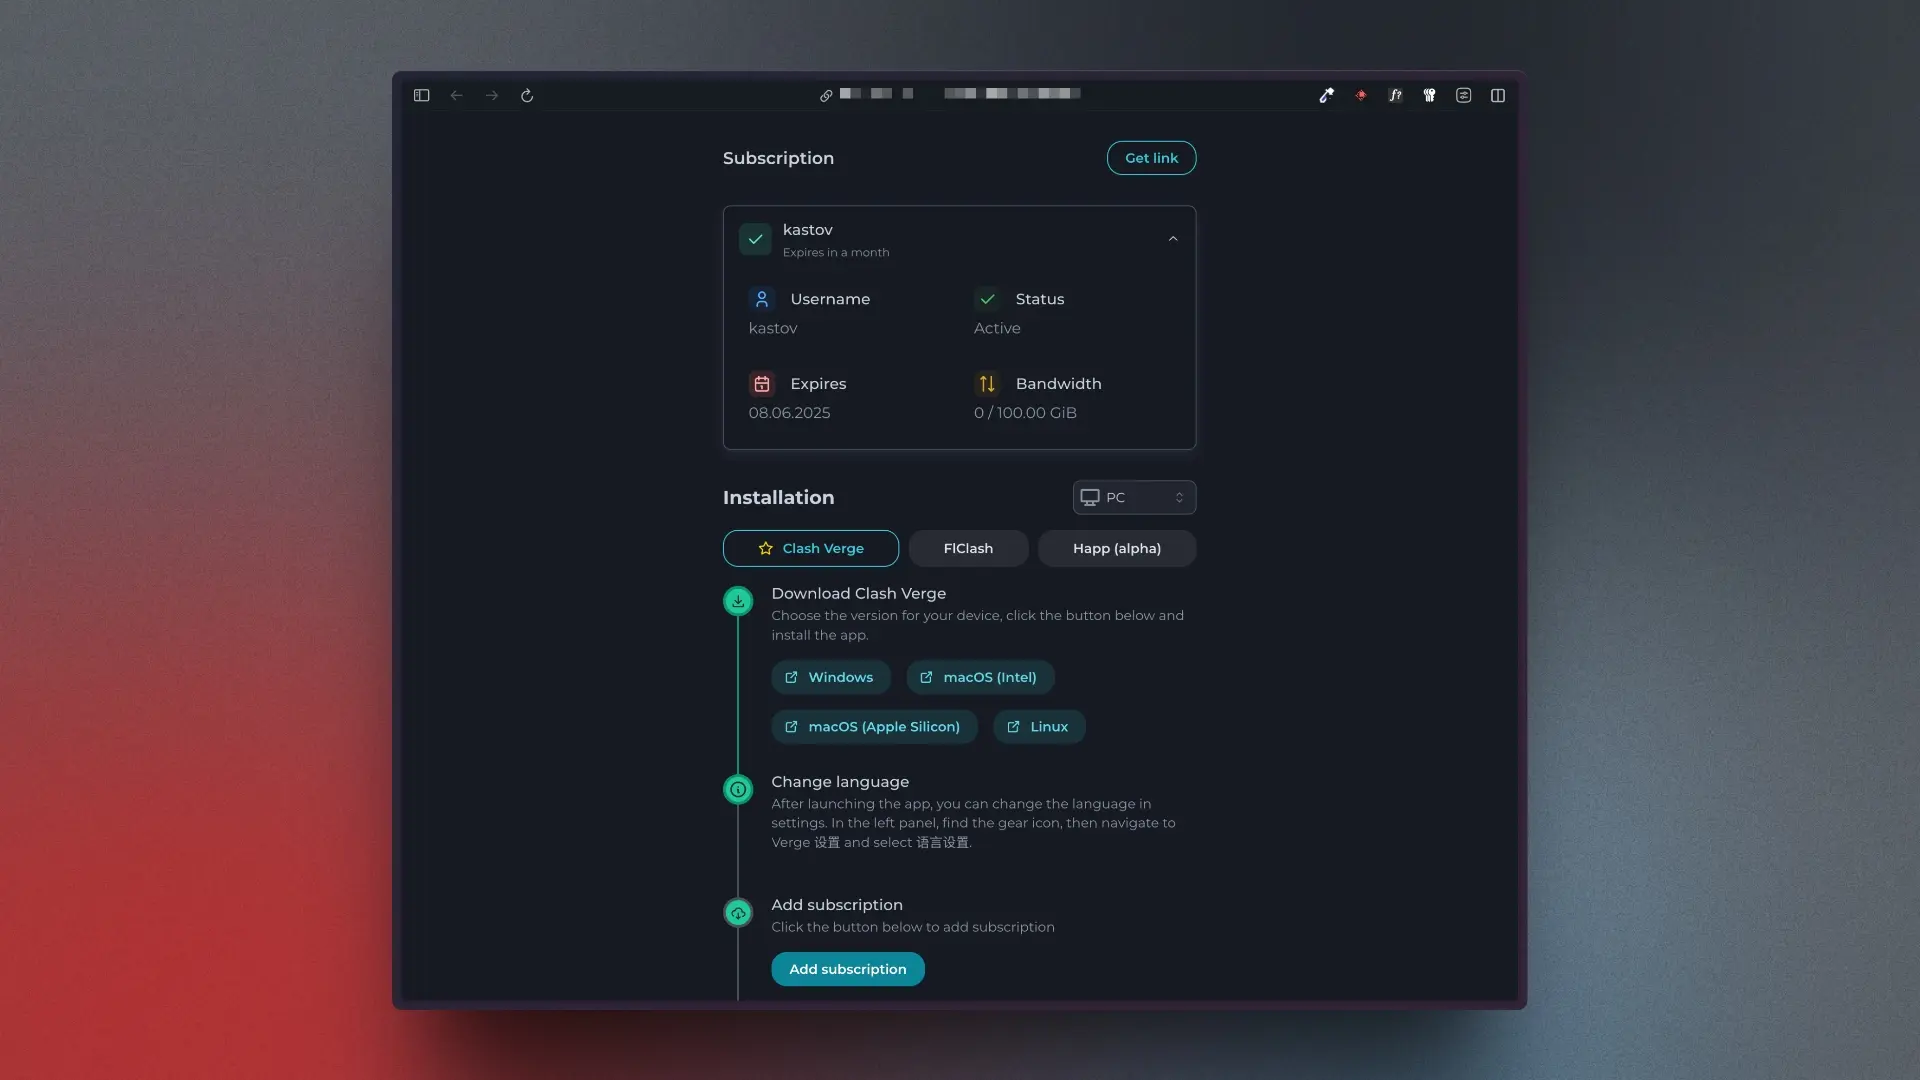 Subscription
Get link
kastov
Expires in a month
Username
kastov
Status
Active
Expires
08.06.2025
Bandwidth
0 / 100.00 GiB
Installation
PC
Clash Verge
FlClash
Happ (alpha)
Download Clash Verge
Choose the version for your device, click the button below and
install the app.
Windows
macOS (Intel)
macOS (Apple Silicon)
Linux
Change language
After launching the app, you can change the language in
settings. In the left panel, find the gear icon, then navigate to
Verge 设置 and select 语言设置.
Add subscription
Click the button below to add subscription
Add subscription